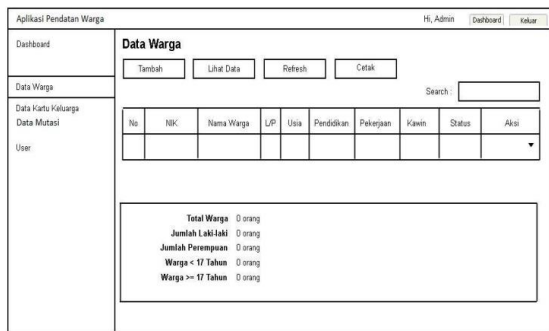 Aplikasi Pendatan Warga
Hi, Admin Dashboard Keluar
Dashboard
Data Warga
Data Kartu Keluarga
Data Mutasi
User
Data Warga
Tambah Lihat Data Refresh Cetak
Search :
No NIK Nama Warga L/P Usia Pendidikan Pekerjaan Kawin Status Aksi
Total Warga 0 orang
Jumlah Laki-laki 0 orang
Jumlah Perempuan 0 orang
Warga < 17 Tahun 0 orang
Warga >= 17 Tahun 0 orang